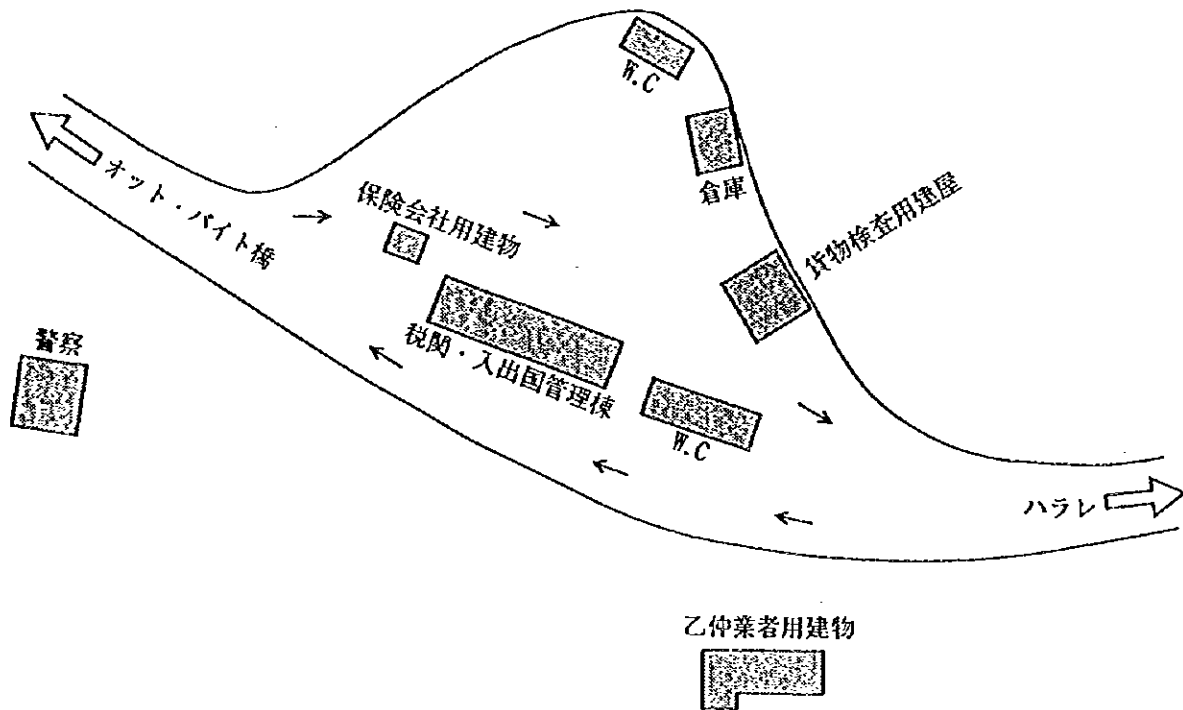 W.C
倉庫
貨物検査用建屋
オット・バイト橋
保険会社用建物
税関・入出国管理棟
警察
W.C
ハラレ
乙仲業者用建物